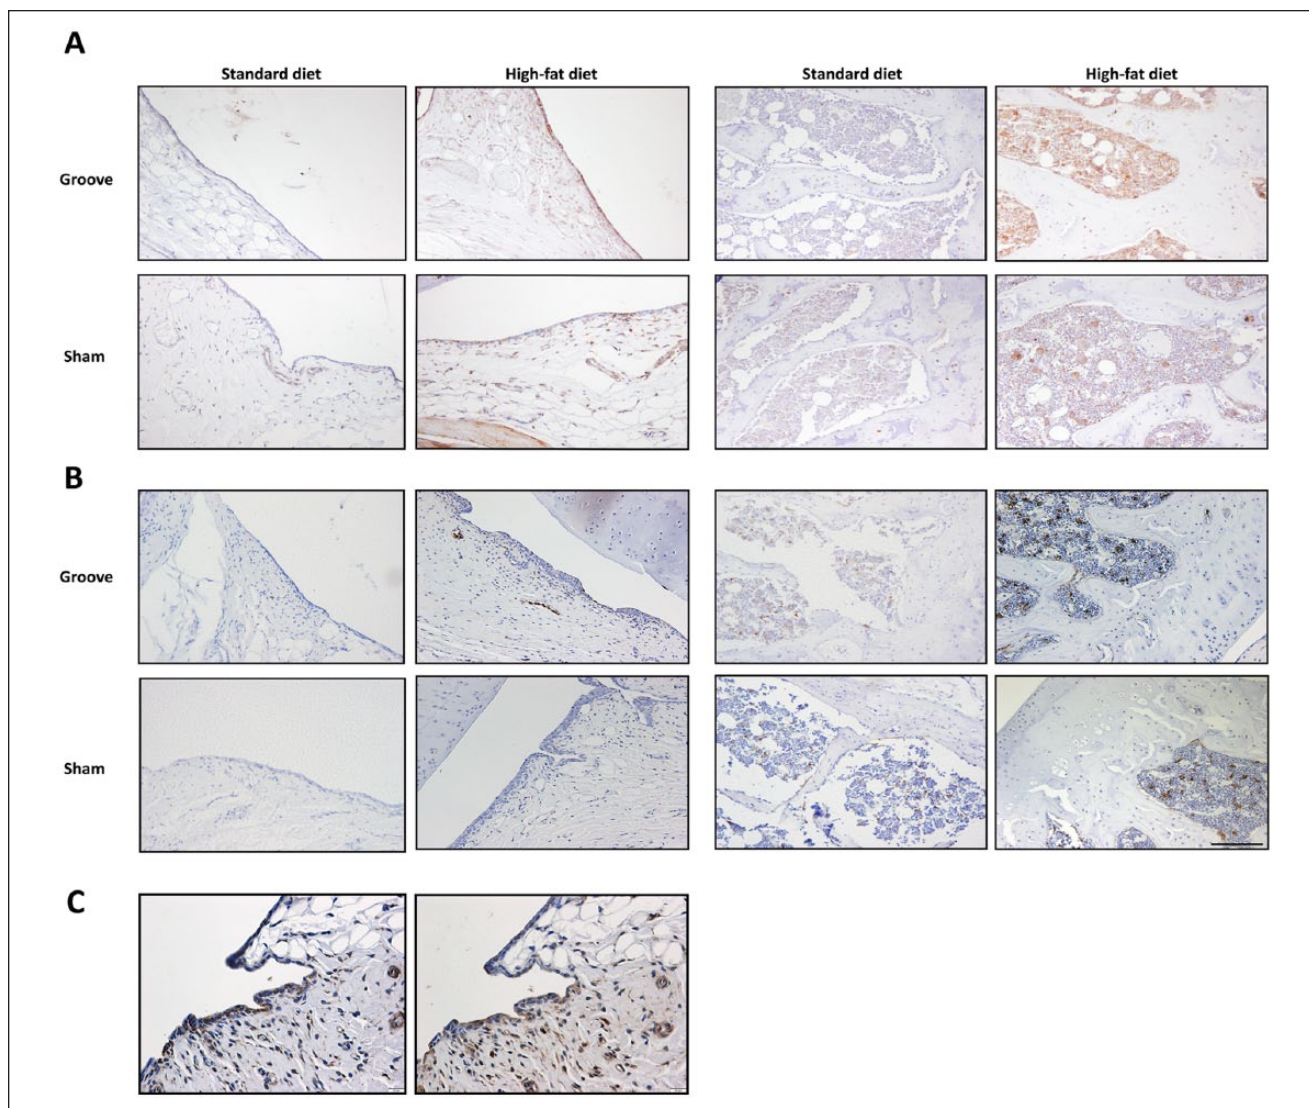 A
Standard diet High-fat diet Standard diet High-fat diet
Groove
Sham
B
Groove
Sham
C